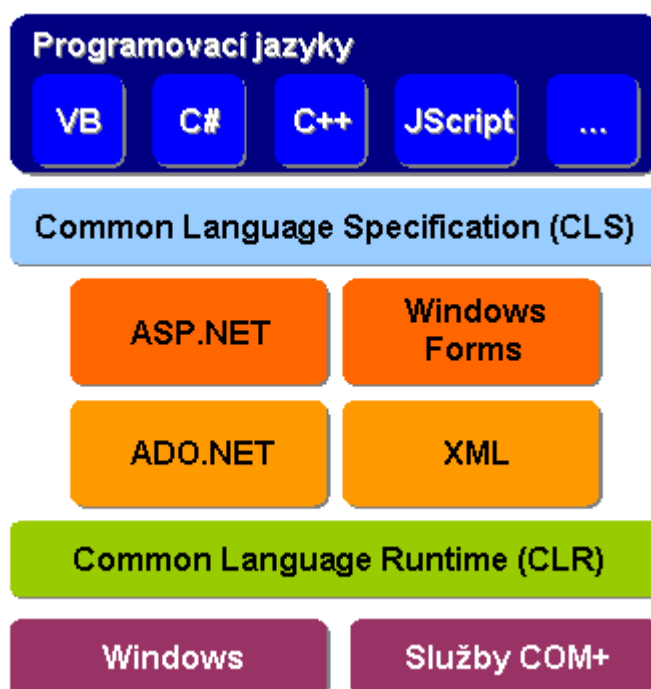 Programovací jazyky
VB
C#
C++
JScript
...
Common Language Specification (CLS)
ASP.NET
Windows
Forms
ADO.NET
XML
Common Language Runtime (CLR)
Windows
Služby COM+